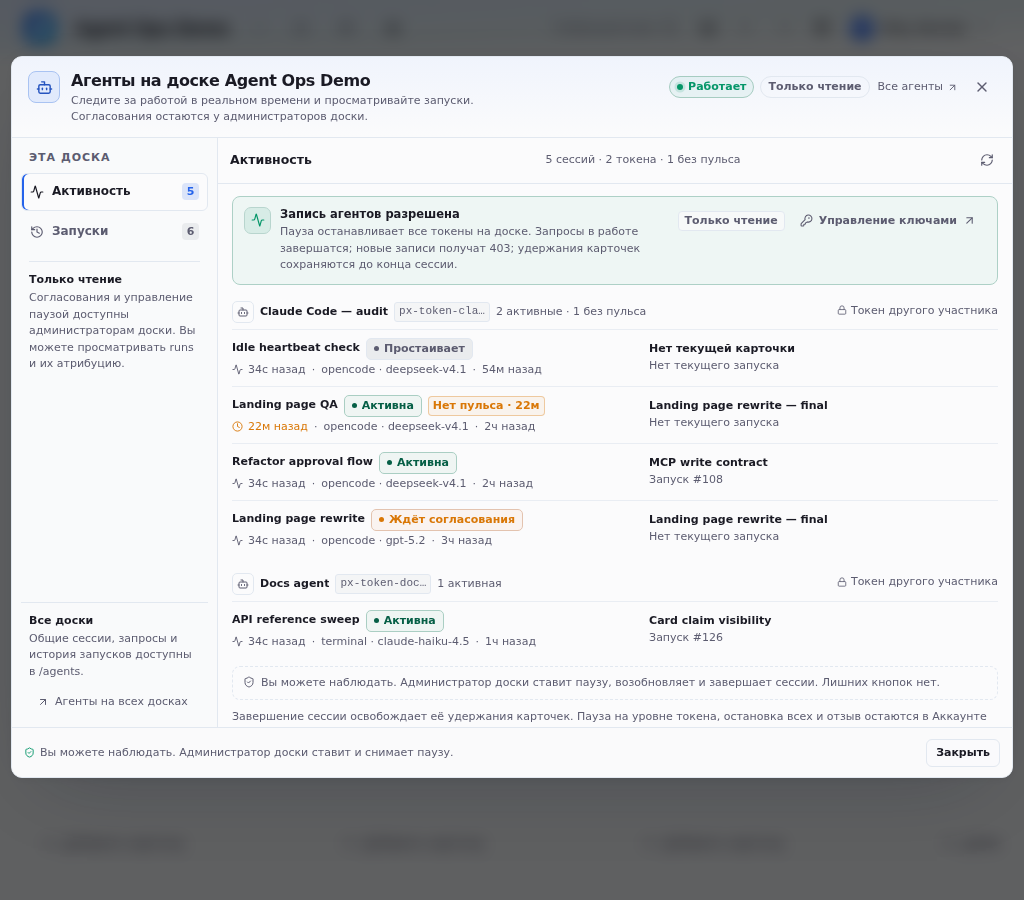 Агенты на доске Agent Ops Demo
Следите за работой в реальном времени и просматривайте запуски.
Согласования остаются у администраторов доски.
Работает
Только чтение
Все агенты
ЭТА ДОСКА
Активность 5
Запуски 6
Только чтение
Согласования и управление
паузой доступны
администраторам доски. Вы
можете просматривать runs
и их атрибуцию.
Все доски
Общие сессии, запросы и
история запусков доступны
в /agents.
Агенты на всех досках
Активность
5 сессий · 2 токена · 1 без пульса
Запись агентов разрешена
Пауза останавливает все токены на доске. Запросы в работе
завершатся; новые записи получат 403; удержания карточек
сохраняются до конца сессии.
Только чтение
Управление ключами
Claude Code — audit px-token-cla… 2 активные · 1 без пульса
Токен другого участника
Idle heartbeat check Простаивает
34с назад · opencode · deepseek-v4.1 · 54м назад
Нет текущей карточки
Нет текущего запуска
Landing page QA Активна Нет пульса · 22м
22м назад · opencode · deepseek-v4.1 · 2ч назад
Landing page rewrite — final
Нет текущего запуска
Refactor approval flow Активна
34с назад · opencode · deepseek-v4.1 · 2ч назад
MCP write contract
Запуск #108
Landing page rewrite Ждёт согласования
34с назад · opencode · gpt-5.2 · 3ч назад
Landing page rewrite — final
Нет текущего запуска
Docs agent px-token-doc… 1 активная
Токен другого участника
API reference sweep Активна
34с назад · terminal · claude-haiku-4.5 · 1ч назад
Card claim visibility
Запуск #126
Вы можете наблюдать. Администратор доски ставит паузу, возобновляет и завершает сессии. Лишних кнопок нет.
Завершение сессии освобождает её удержания карточек. Пауза на уровне токена, остановка всех и отзыв остаются в Аккаунте
Вы можете наблюдать. Администратор доски ставит и снимает паузу.
Закрыть